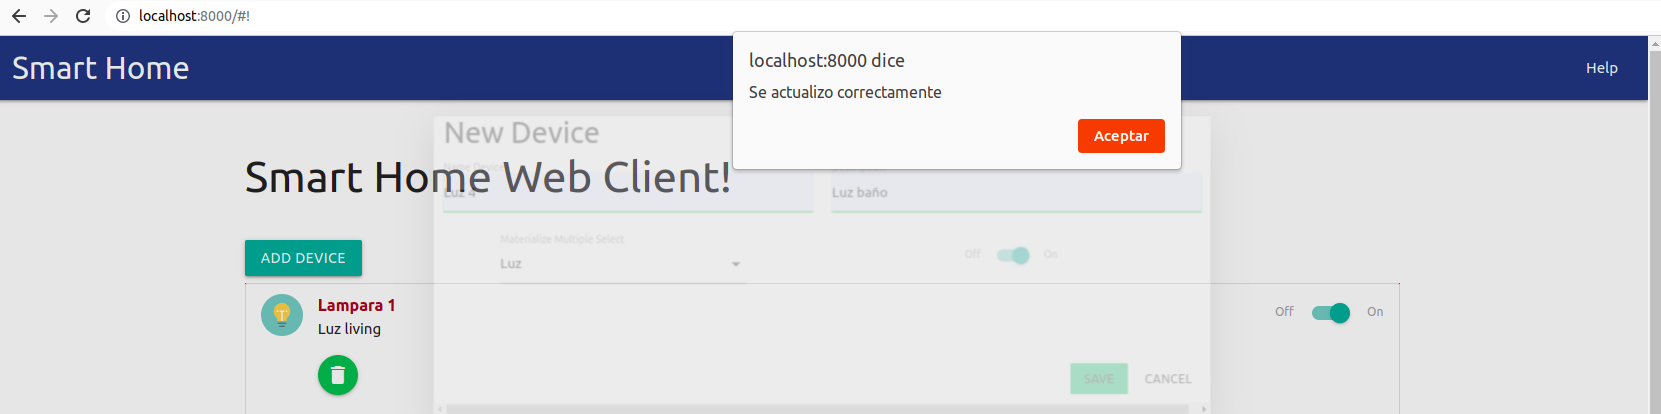 localhost:8000/#!
Smart Home
Help
localhost:8000 dice
Se actualizo correctamente
Aceptar
New Device
Name Device
Smart Home Web Client!
Luz 4
Luz baño
Materialize Multiple Select
Luz
Off
On
ADD DEVICE
Lampara 1
Luz living
Off
On
SAVE
CANCEL